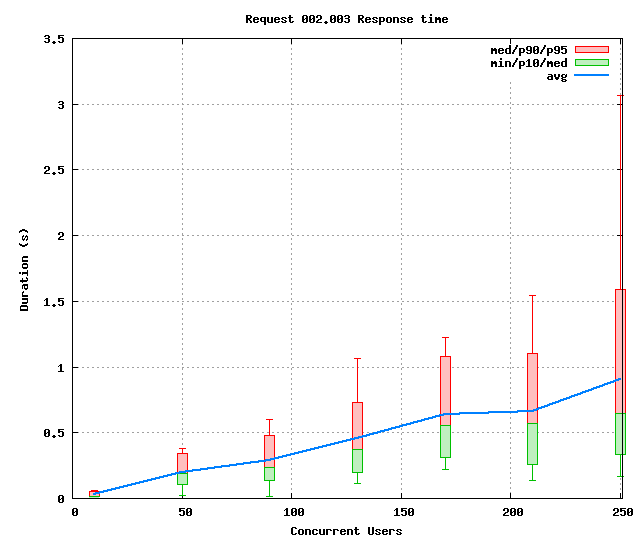 Request 002.003 Response time
3.5
med/p90/p95
min/p10/med
avg
3
2.5
2
Duration (s)
1.5
1
0.5
0
0 50 100 150 200 250
Concurrent Users